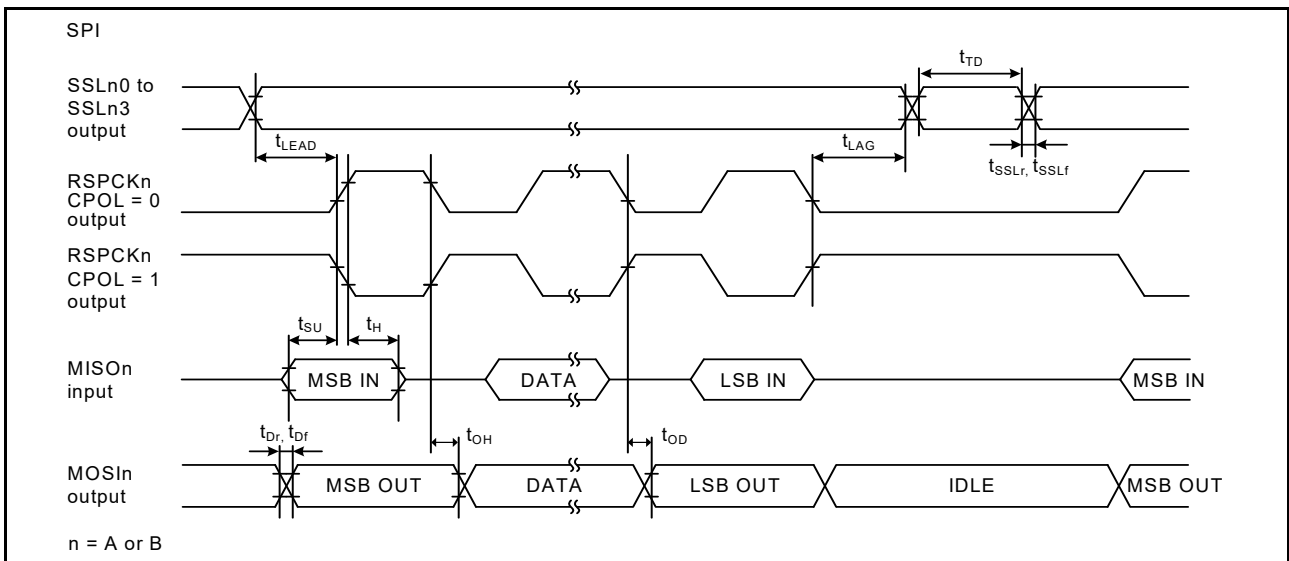 SPI
SSLn0 to
SSLn3
output
tTD
tLEAD
tLAG
tSSLr, tSSLf
RSPCKn
CPOL = 0
output
RSPCKn
CPOL = 1
output
tSU
tH
MISOn
input
MSB IN
DATA
LSB IN
MSB IN
tDr, tDf
tOH
tOD
MOSIn
output
MSB OUT
DATA
LSB OUT
IDLE
MSB OUT
n = A or B